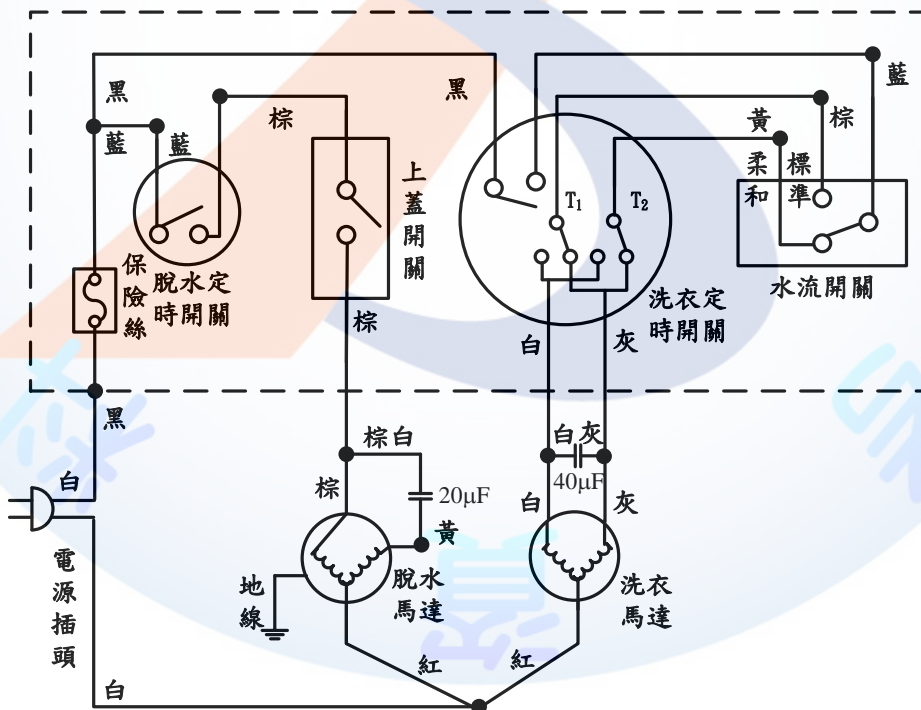 黑
藍
藍
棕
黑
藍
黃
棕
柔和
標準
上蓋開關
T1
T2
保險絲
脫水定時開關
洗衣定時開關
水流開關
棕
白
灰
黑
棕白
白灰
白
棕
20μF
40μF
白
灰
黃
電源插頭
地線
脫水馬達
洗衣馬達
紅
紅
白